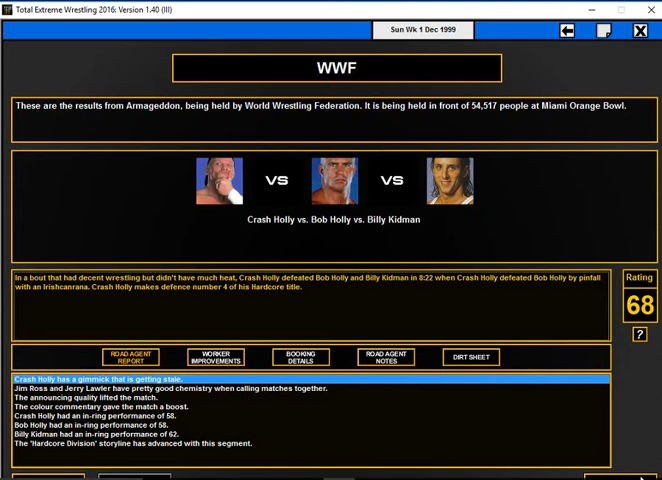 Total Extreme Wrestling 2016: Version 1.40 (III)
Sun Wk 1 Dec 1999
WWF
These are the results from Armageddon, being held by World Wrestling Federation. It is being held in front of 54,517 people at Miami Orange Bowl.
VS VS
Crash Holly vs. Bob Holly vs. Billy Kidman
In a bout that had decent wrestling but didn't have much heat, Crash Holly defeated Bob Holly and Billy Kidman in 8:22 when Crash Holly defeated Bob Holly by pinfall
with an Irishcanrana. Crash Holly makes defence number 4 of his Hardcore title.
Rating
68
?
ROAD AGENT REPORT
WORKER IMPROVEMENTS
BOOKING DETAILS
ROAD AGENT NOTES
DIRT SHEET
Crash Holly has a gimmick that is getting stale.
Jim Ross and Jerry Lawler have pretty good chemistry when calling matches together.
The announcing quality lifted the match.
The colour commentary gave the match a boost.
Crash Holly had an in-ring performance of 58.
Bob Holly had an in-ring performance of 58.
Billy Kidman had an in-ring performance of 62.
The 'Hardcore Division' storyline has advanced with this segment.